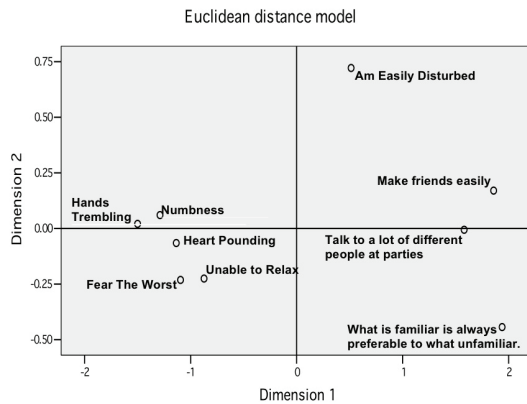 Euclidean distance model
0.75
0.50
0.25
0.00
-0.25
-0.50
Dimension 2
Am Easily Disturbed
Make friends easily
Hands
Trembling
Numbness
Heart Pounding
Talk to a lot of different
people at parties
Fear The Worst
Unable to Relax
What is familiar is always
preferable to what unfamiliar.
-2
-1
0
1
2
Dimension 1